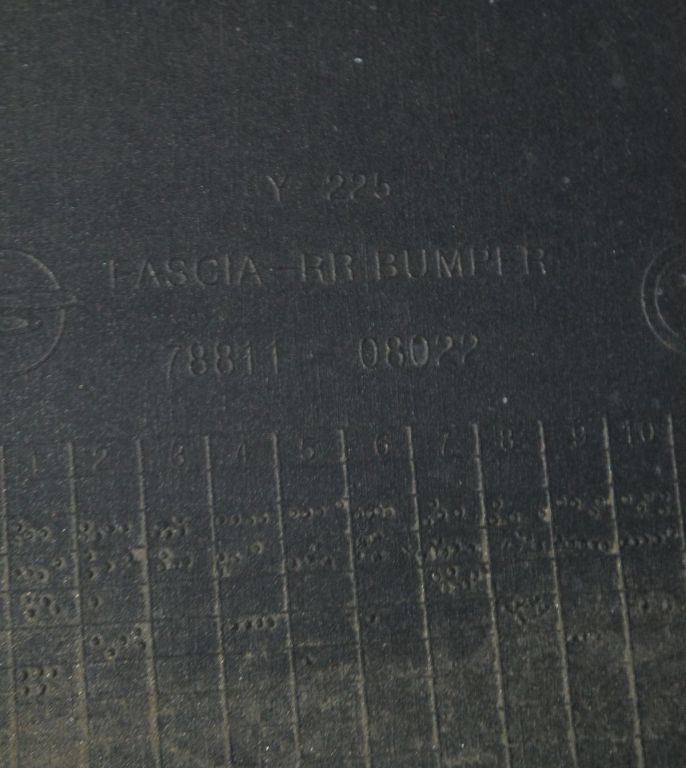 Y 225
FASCIA-RR BUMPER
78811-08022
1 2 3 4 5 6 7 8 9 10